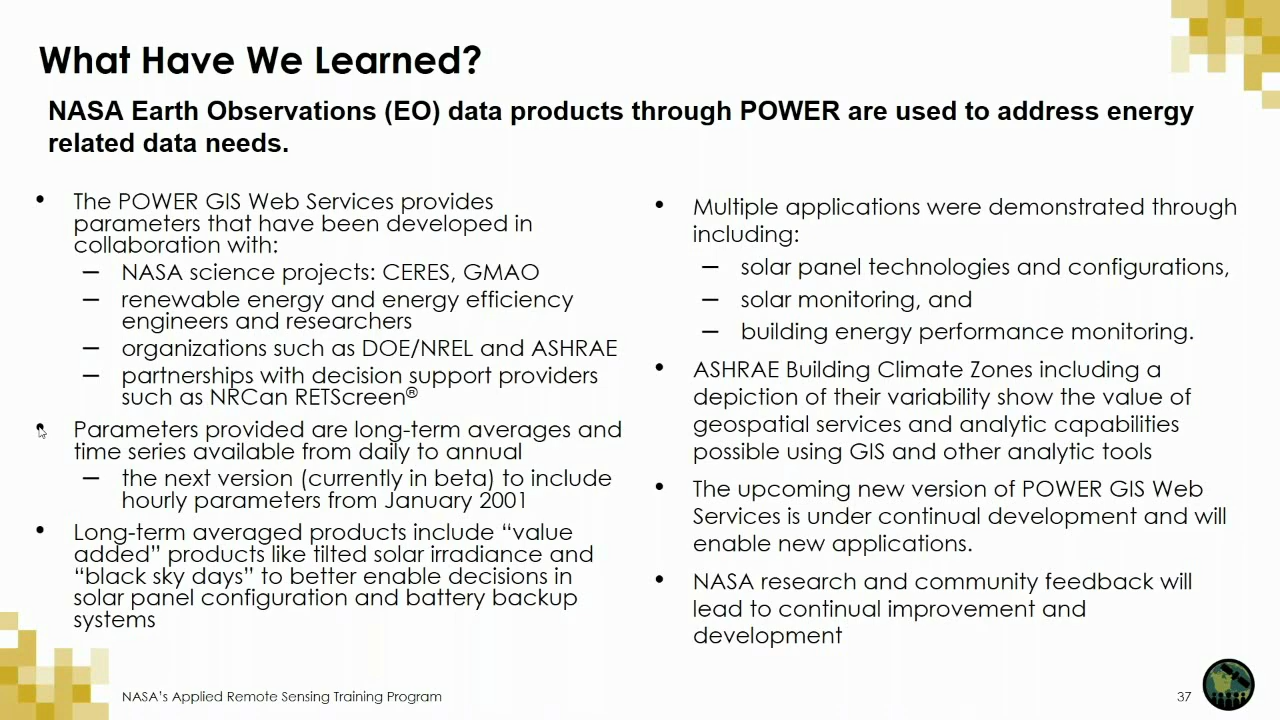 What Have We Learned?
NASA Earth Observations (EO) data products through POWER are used to address energy
related data needs.
• The POWER GIS Web Services provides
parameters that have been developed in
collaboration with:
– NASA science projects: CERES, GMAO
– renewable energy and energy efficiency
engineers and researchers
– organizations such as DOE/NREL and ASHRAE
– partnerships with decision support providers
such as NRCan RETScreen®
• Parameters provided are long-term averages and
time series available from daily to annual
– the next version (currently in beta) to include
hourly parameters from January 2001
• Long-term averaged products include “value
added” products like tilted solar irradiance and
“black sky days” to better enable decisions in
solar panel configuration and battery backup
systems
• Multiple applications were demonstrated through
including:
– solar panel technologies and configurations,
– solar monitoring, and
– building energy performance monitoring.
• ASHRAE Building Climate Zones including a
depiction of their variability show the value of
geospatial services and analytic capabilities
possible using GIS and other analytic tools
• The upcoming new version of POWER GIS Web
Services is under continual development and will
enable new applications.
• NASA research and community feedback will
lead to continual improvement and
development
NASA’s Applied Remote Sensing Training Program
37